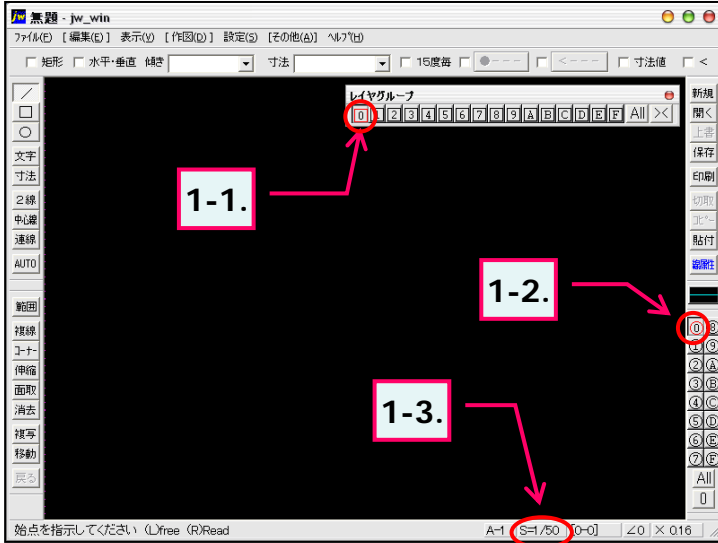 無題 - jw_win
ファイル(F) [編集(E)] 表示(V) [作図(D)] 設定(S) [その他(A)] ヘルプ(H)
矩形 水平･垂直 傾き 寸法 15度毎 ●--- <--- 寸法値 <
レイヤグループ
0 1 2 3 4 5 6 7 8 9 A B C D E F All ><
／
□
○
文字
寸法
2線
中心線
連線
AUTO
範囲
複線
コーナー
伸縮
面取
消去
複写
移動
戻る
1-1.
1-2.
1-3.
新規
開く
上書
保存
印刷
切取
コピー
貼付
線属性
0 8
1 9
2 A
3 B
4 C
5 D
6 E
7 F
All
0
始点を指示してください (L)free (R)Read
A-1 S=1/50 [0-0] ∠0 × 0.16